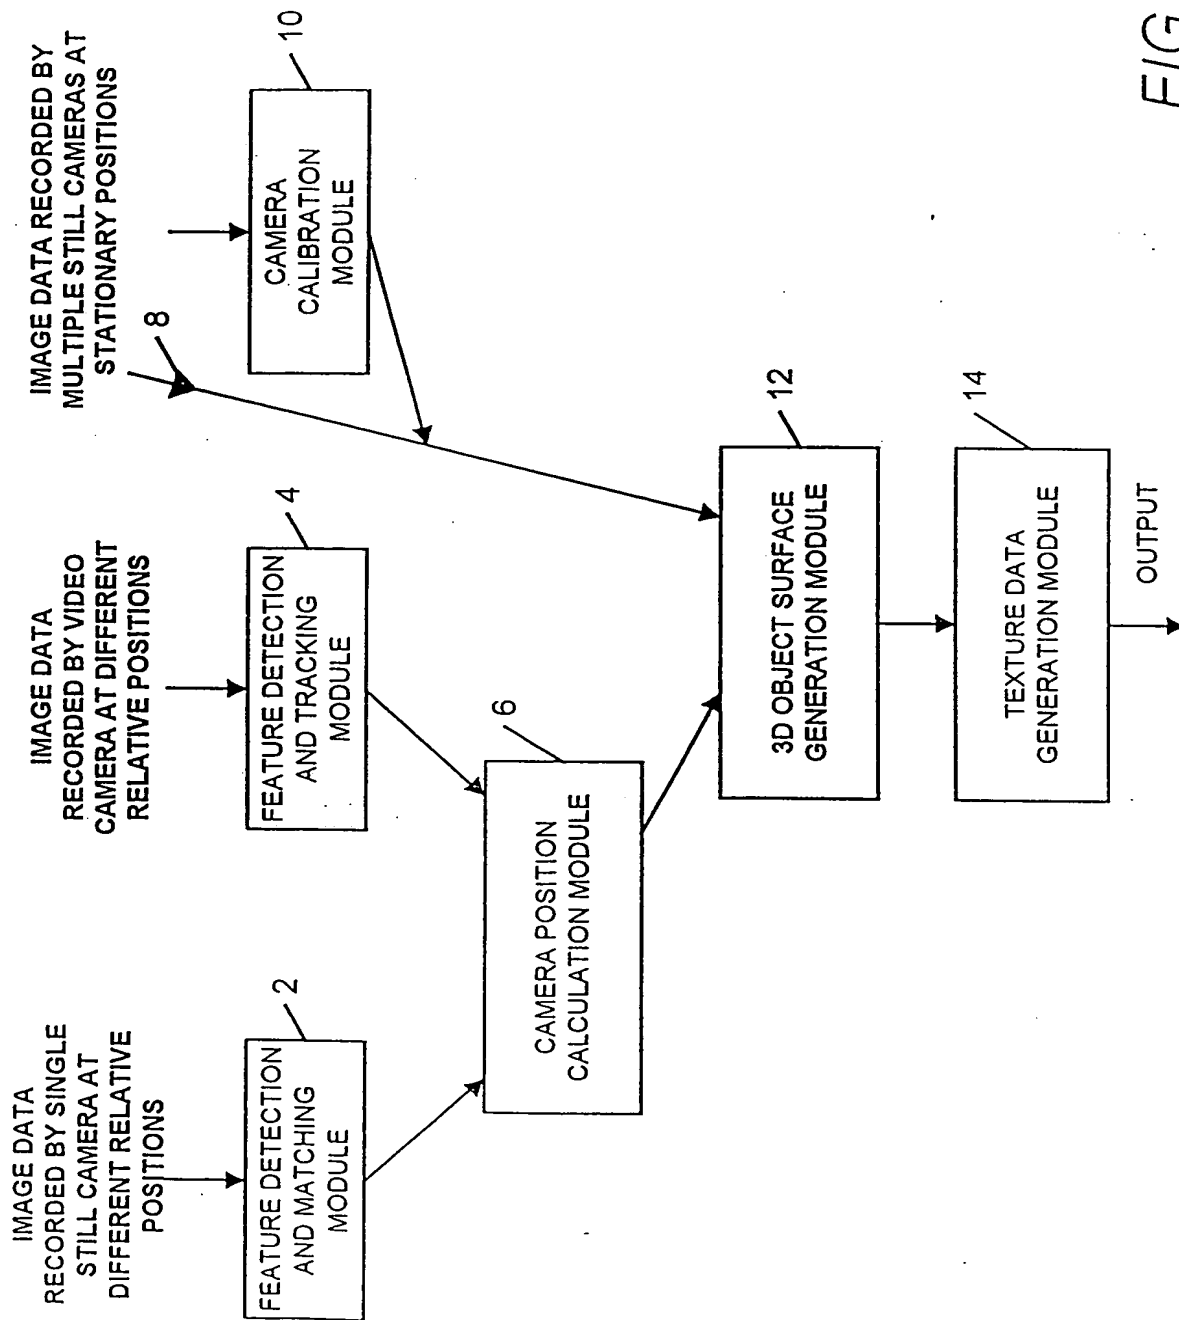 IMAGE DATA
RECORDED BY SINGLE
STILL CAMERA AT
DIFFERENT RELATIVE
POSITIONS
2
FEATURE DETECTION
AND MATCHING
MODULE
IMAGE DATA
RECORDED BY VIDEO
CAMERA AT DIFFERENT
RELATIVE POSITIONS
4
FEATURE DETECTION
AND TRACKING
MODULE
IMAGE DATA RECORDED BY
MULTIPLE STILL CAMERAS AT
STATIONARY POSITIONS
8
10
CAMERA
CALIBRATION
MODULE
6
CAMERA POSITION
CALCULATION MODULE
12
3D OBJECT SURFACE
GENERATION MODULE
14
TEXTURE DATA
GENERATION MODULE
OUTPUT
FIG